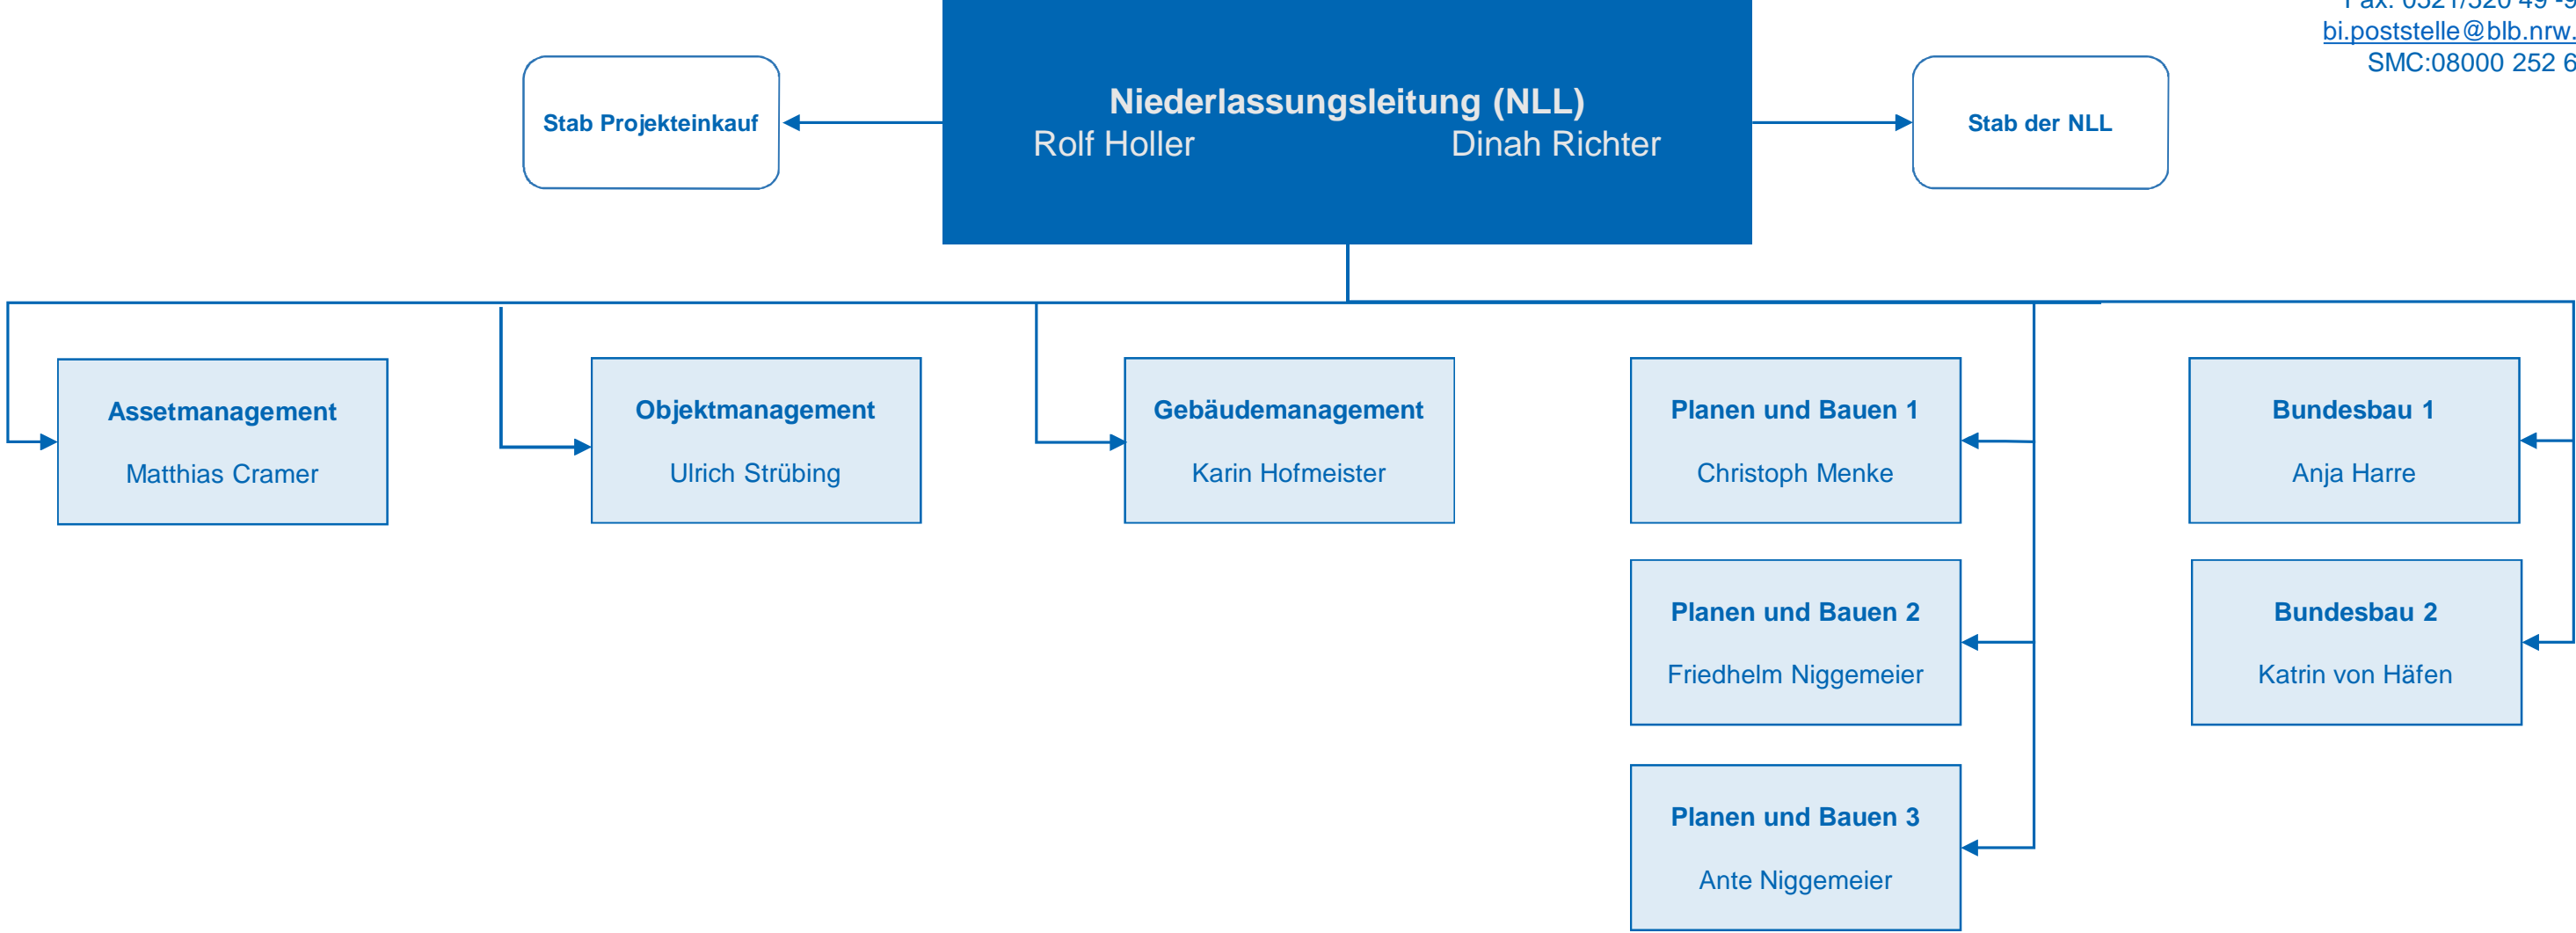 bi.poststelle@blb.nrw.
SMC:08000 252 6
Niederlassungsleitung (NLL)
Rolf Holler Dinah Richter
Stab Projekteinkauf
Stab der NLL
Assetmanagement
Matthias Cramer
Objektmanagement
Ulrich Strübing
Gebäudemanagement
Karin Hofmeister
Planen und Bauen 1
Christoph Menke
Bundesbau 1
Anja Harre
Planen und Bauen 2
Friedhelm Niggemeier
Bundesbau 2
Katrin von Häfen
Planen und Bauen 3
Ante Niggemeier